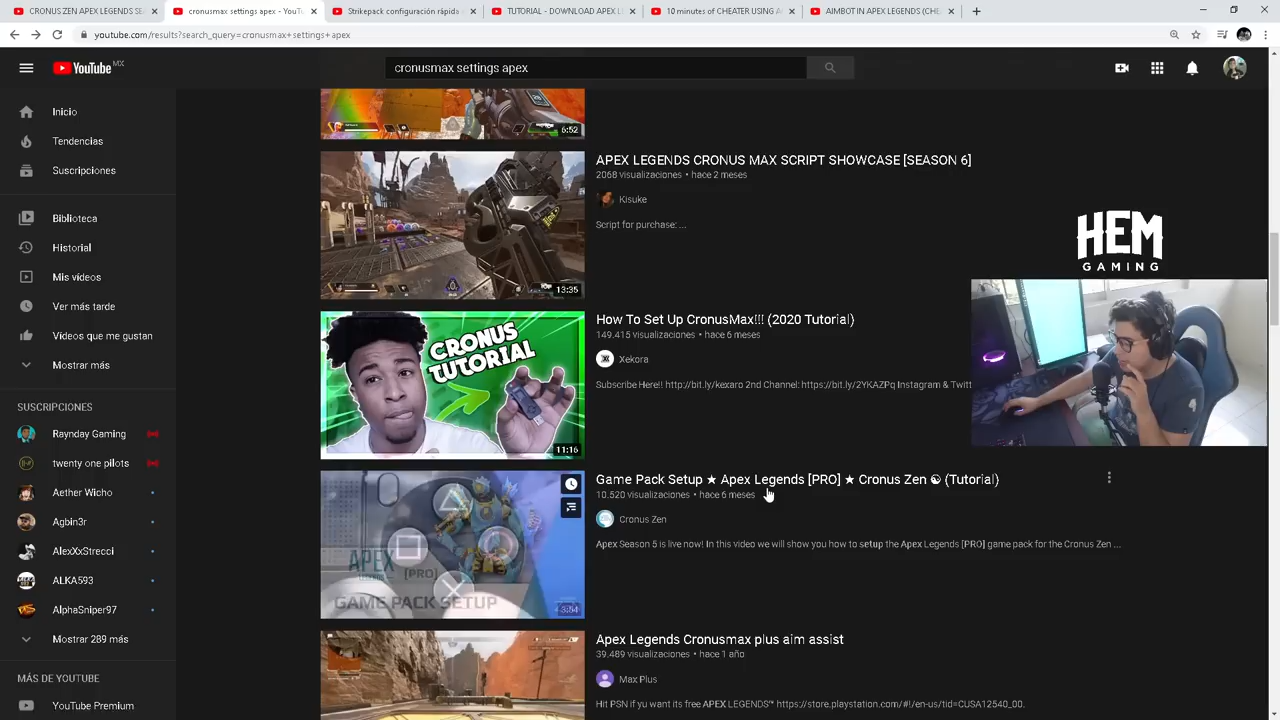 CRONUS ZEN APEX LEGENDS SE
cronusmax settings apex - YouTu
Strikepack configuración rápida
TUTORIAL - DOWNLOAD APEX L
10 minutes of CHEATER USING A
AIMBOT IN APEX LEGENDS (CHE
youtube.com/results?search_query=cronusmax+settings+apex
YouTube MX
cronusmax settings apex
Inicio
Tendencias
Suscripciones
Biblioteca
Historial
Mis vídeos
Ver más tarde
Vídeos que me gustan
Mostrar más
SUSCRIPCIONES
Raynday Gaming
twenty one pilots
Aether Wicho
Agbin3r
AlexXxStrecci
ALKA593
AlphaSniper97
Mostrar 289 más
MÁS DE YOUTUBE
YouTube Premium
6:52
13:35
APEX LEGENDS CRONUS MAX SCRIPT SHOWCASE [SEASON 6]
2068 visualizaciones • hace 2 meses
Kisuke
Script for purchase: ...
CRONUS
TUTORIAL
11:16
How To Set Up CronusMax!!! (2020 Tutorial)
149.415 visualizaciones • hace 6 meses
Xekora
Subscribe Here!! http://bit.ly/kexaro 2nd Channel: https://bit.ly/2YKAZPq Instagram & Twitt
APEX
[PRO]
GAME PACK SETUP
3:54
Game Pack Setup ★ Apex Legends [PRO] ★ Cronus Zen ☯ (Tutorial)
10.520 visualizaciones • hace 6 meses
Cronus Zen
Apex Season 5 is live now! In this video we will show you how to setup the Apex Legends [PRO] game pack for the Cronus Zen ...
Apex Legends Cronusmax plus aim assist
39.489 visualizaciones • hace 1 año
Max Plus
Hit PSN if yu want its free APEX LEGENDS™ https://store.playstation.com/#!/en-us/tid=CUSA12540_00.
HEM
GAMING